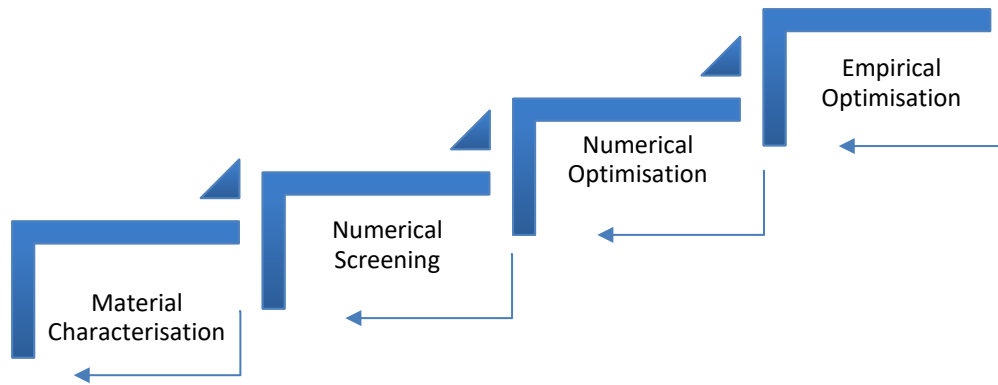 Empirical
Optimisation
Numerical
Optimisation
Numerical
Screening
Material
Characterisation